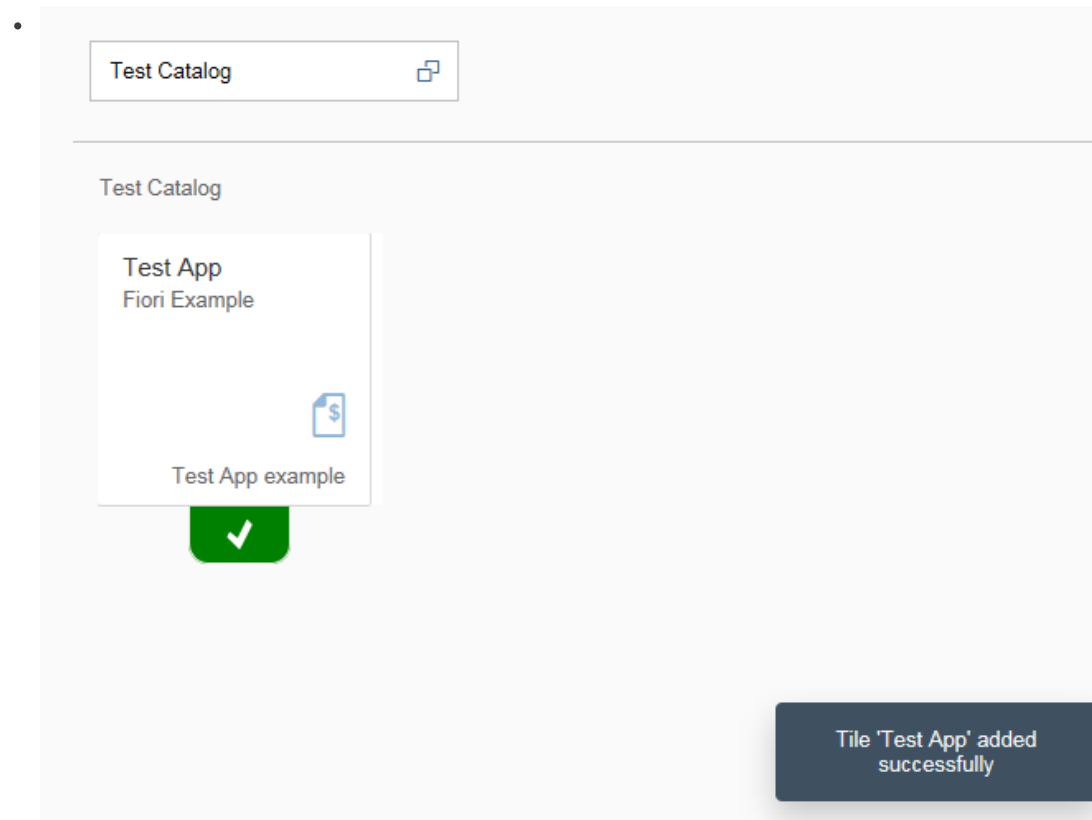 Test Catalog
Test Catalog
Test App
Fiori Example
$
Test App example
Tile 'Test App' added
successfully